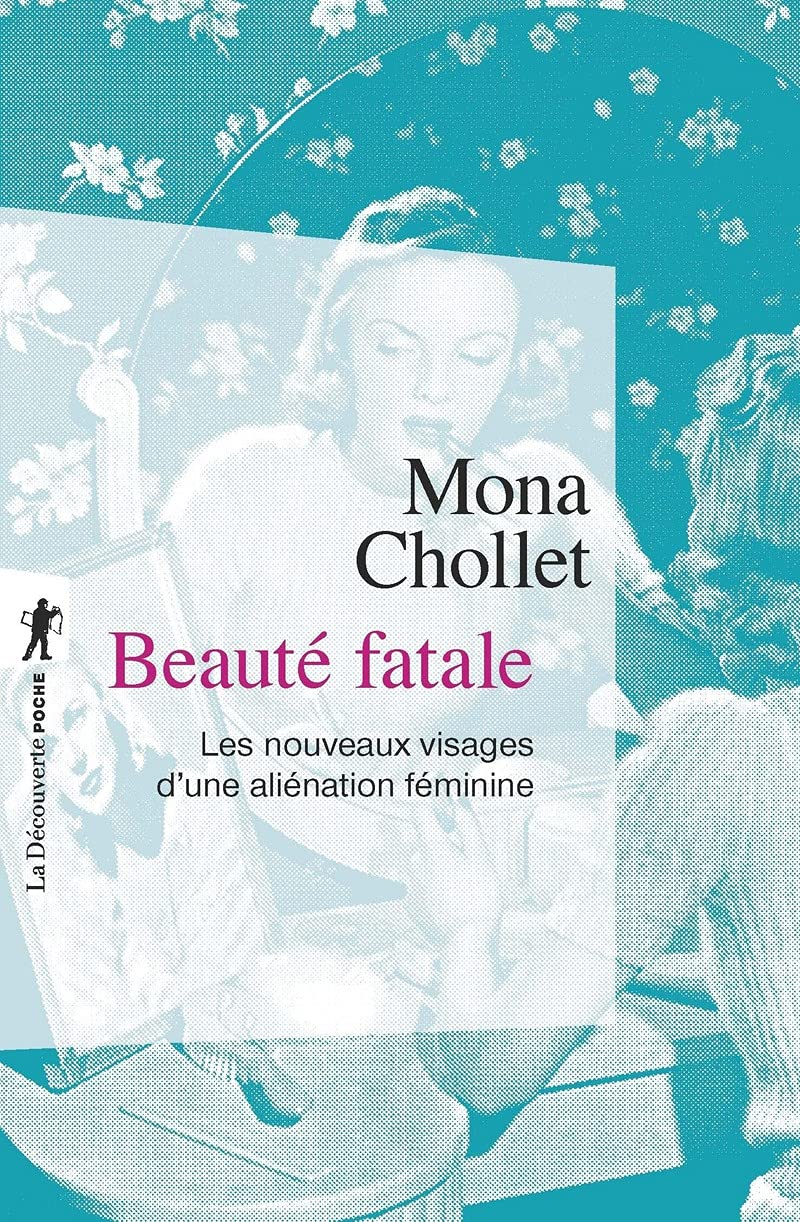 Mona
Chollet
Beauté fatale
Les nouveaux visages
d'une aliénation féminine
La Découverte POCHE